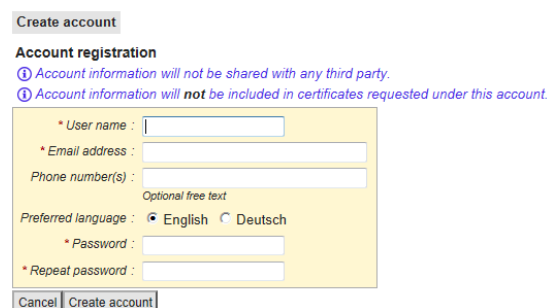 Create account
Account registration
Account information will not be shared with any third party.
Account information will not be included in certificates requested under this account.
* User name :
* Email address :
Phone number(s) :
Optional free text
Preferred language : English Deutsch
* Password :
* Repeat password :
Cancel Create account